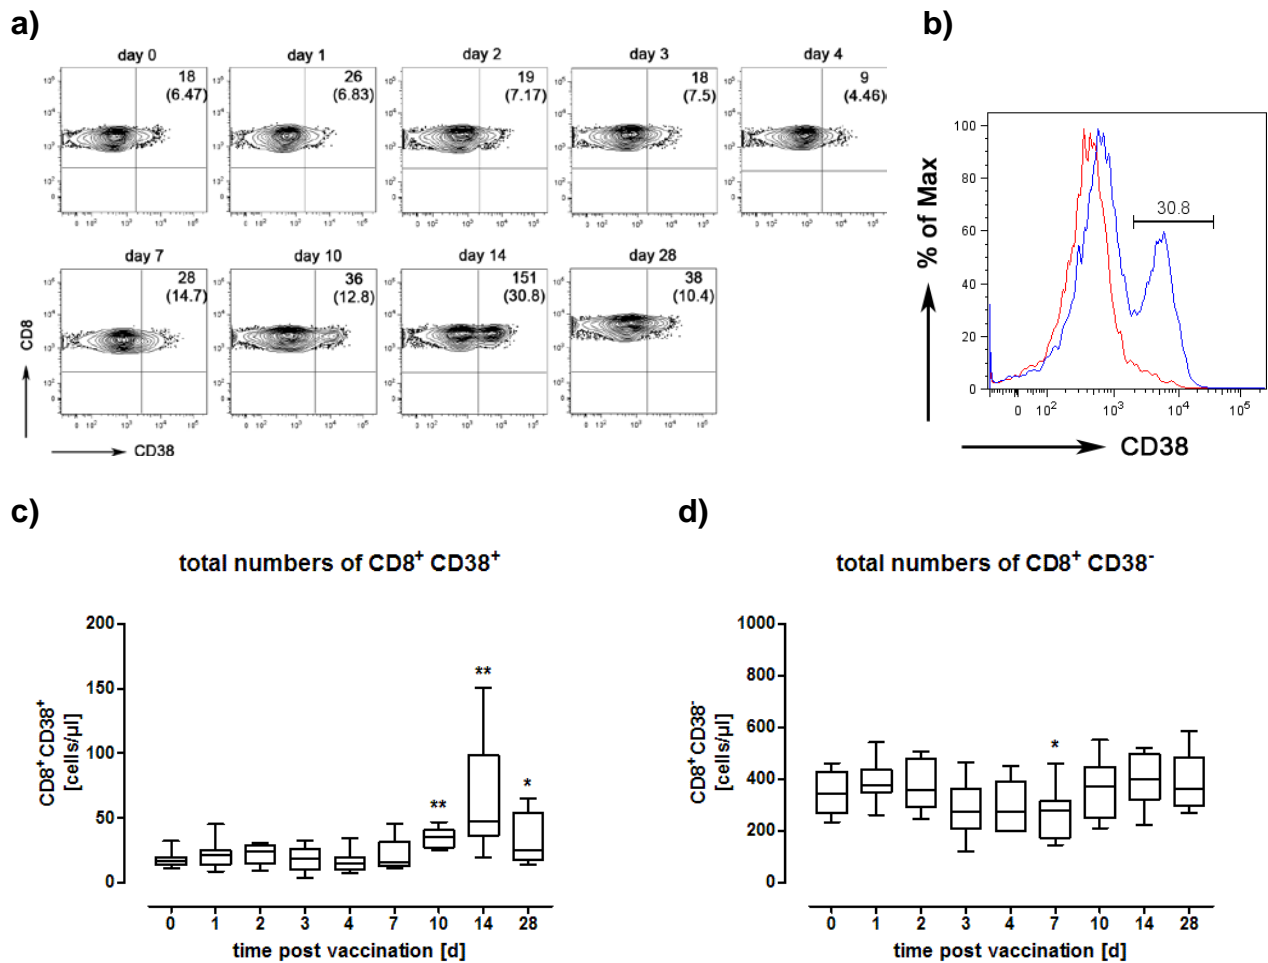 a)
b)
day 0
day 1
day 2
day 3
day 4
18
(6.47)
26
(6.83)
19
(7.17)
18
(7.5)
9
(4.46)
day 7
day 10
day 14
day 28
28
(14.7)
36
(12.8)
151
(30.8)
38
(10.4)
CD8
CD38
% of Max
100
80
60
40
20
0
30.8
0 10² 10³ 10⁴ 10⁵
CD38
c)
total numbers of CD8⁺ CD38⁺
CD8⁺ CD38⁺
[cells/µl]
200
150
100
50
0
**
**
*
0 1 2 3 4 7 10 14 28
time post vaccination [d]
d)
total numbers of CD8⁺ CD38⁻
CD8⁺ CD38⁻
[cells/µl]
1000
800
600
400
200
0
*
0 1 2 3 4 7 10 14 28
time post vaccination [d]